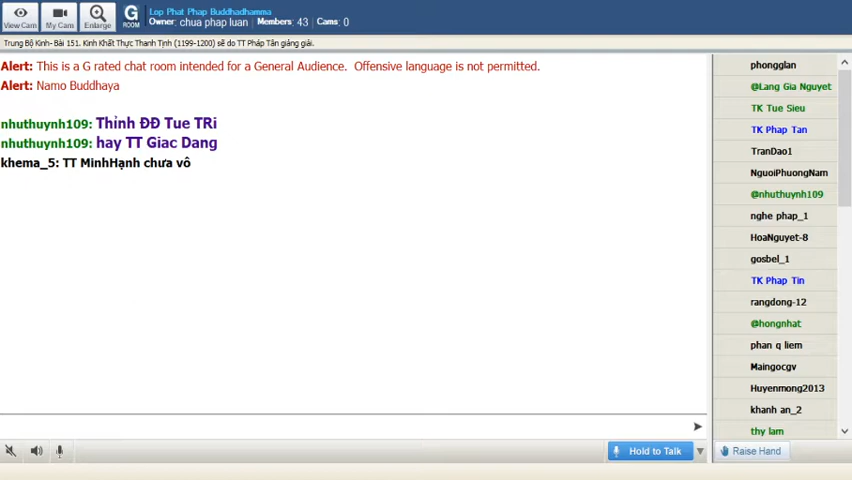 View Cam
My Cam
Enlarge
G
ROOM
Lop Phat Phap Buddhadhamma
Owner: chua phap luan Members: 43 Cams: 0
Trung Bộ Kinh- Bài 151. Kinh Khất Thực Thanh Tịnh (1199-1200) sẽ do TT Pháp Tân giảng giải.
Alert: This is a G rated chat room intended for a General Audience. Offensive language is not permitted.
Alert: Namo Buddhaya
nhuthuynh109: Thinh ĐĐ Tue TRi
nhuthuynh109: hay TT Giac Dang
khema_5: TT MinhHạnh chưa vô
phongglan
@Lang Gia Nguyet
TK Tue Sieu
TK Phap Tan
TranDao1
NguoiPhuongNam
@nhuthuynh109
nghe phap_1
HoaNguyet-8
gosbel_1
TK Phap Tin
rangdong-12
@hongnhat
phan q liem
Maingocgv
Huyenmong2013
khanh an_2
thy lam
Hold to Talk
Raise Hand